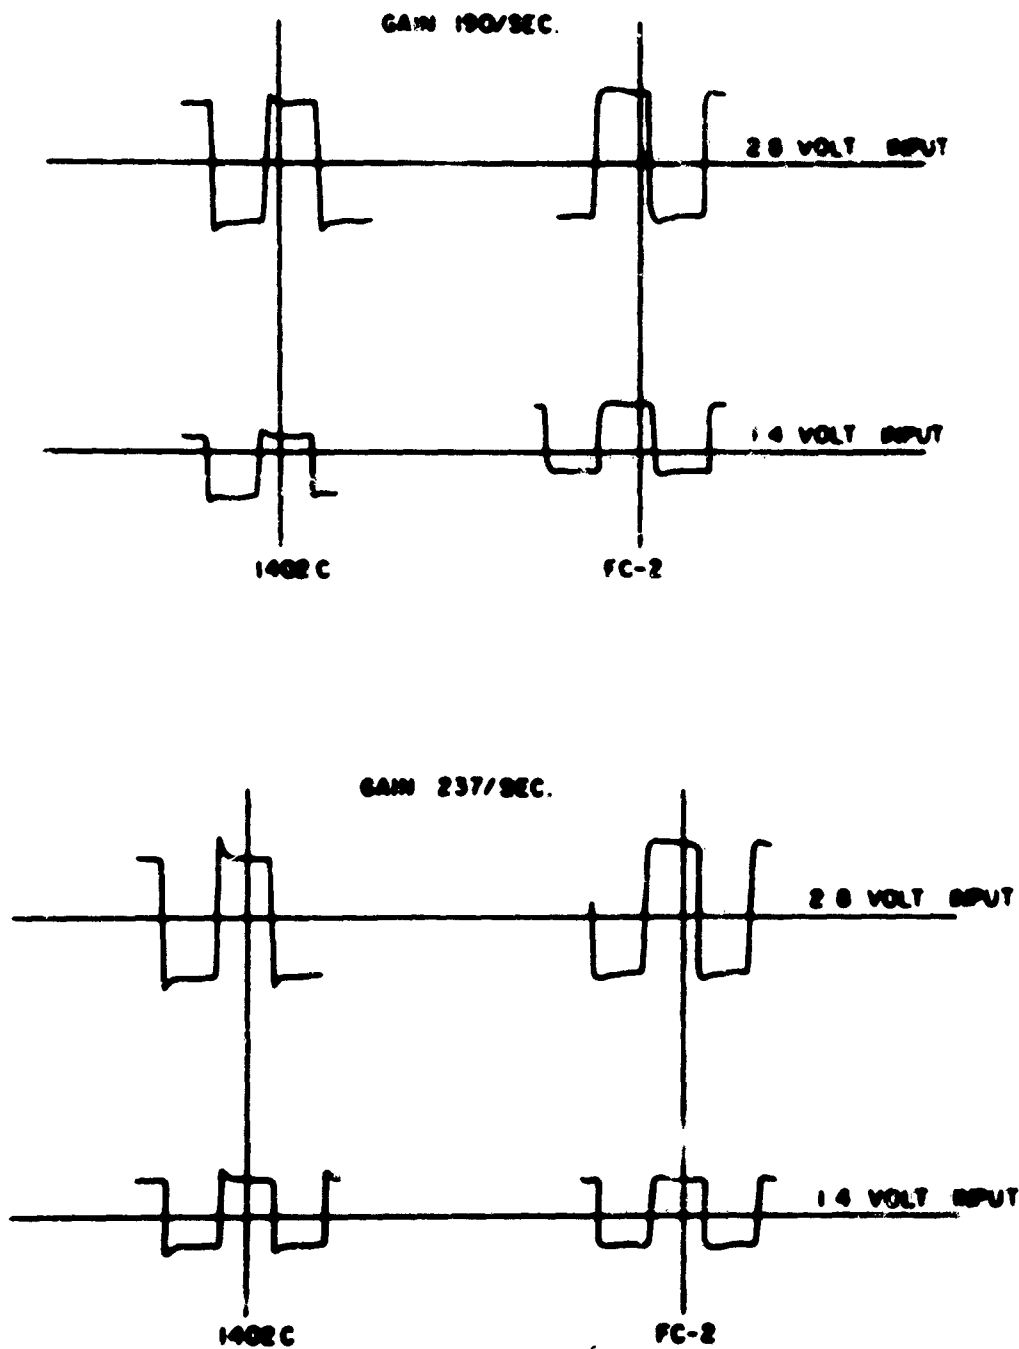 GAIN 190/SEC.
2 8 VOLT INPUT
1 4 VOLT INPUT
1402 C
FC-2
GAIN 237/SEC.
2 8 VOLT INPUT
1 4 VOLT INPUT
1402 C
FC-2